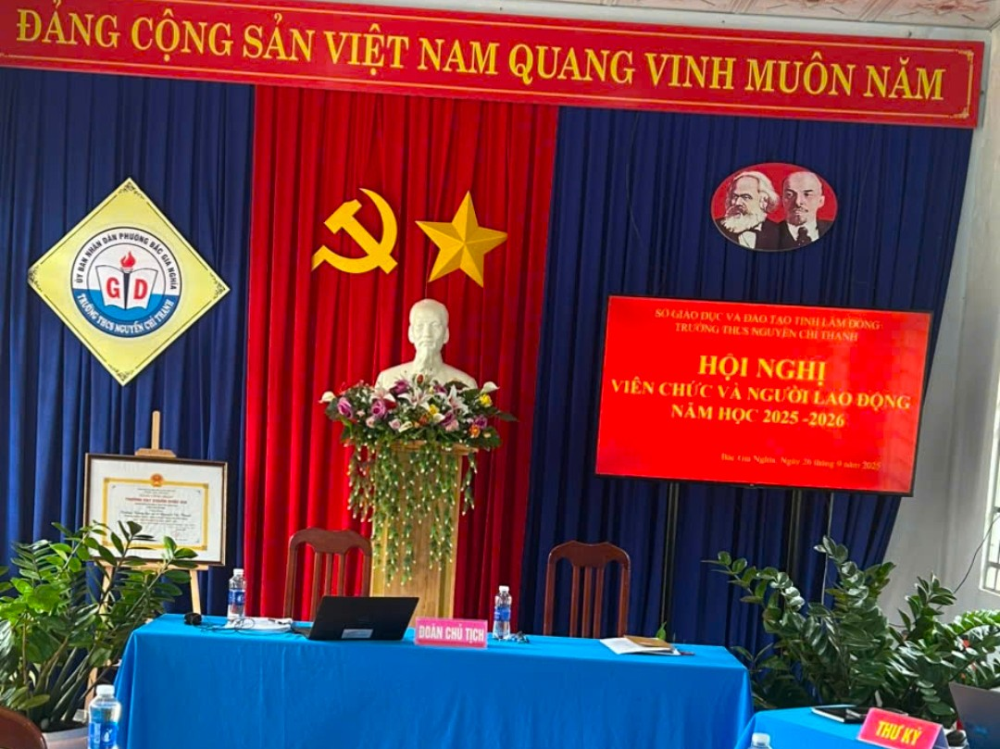 ĐẢNG CỘNG SẢN VIỆT NAM QUANG VINH MUÔN NĂM
ỦY BAN NHÂN DÂN PHƯỜNG BẮC GIA NGHĨA
GD
TRƯỜNG THCS NGUYỄN CHÍ THANH
SỞ GIÁO DỤC VÀ ĐÀO TẠO TỈNH LÂM ĐỒNG
TRƯỜNG THCS NGUYỄN CHÍ THANH
HỘI NGHỊ
VIÊN CHỨC VÀ NGƯỜI LAO ĐỘNG
NĂM HỌC 2025 -2026
Bắc Gia Nghĩa, Ngày 26 tháng 9 năm 2025
ĐOÀN CHỦ TỊCH
THƯ KÝ